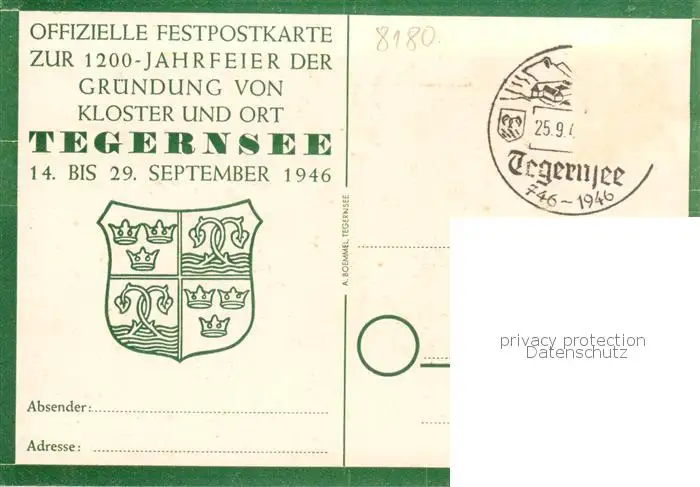 OFFIZIELLE FESTPOSTKARTE
ZUR 1200-JAHRFEIER DER
GRÜNDUNG VON
KLOSTER UND ORT
TEGERNSEE
14. BIS 29. SEPTEMBER 1946
Absender:
Adresse:
A. BOEMMEL, TEGERNSEE
8180
25.9.
Tegernsee
746-1946
privacy protection
Datenschutz